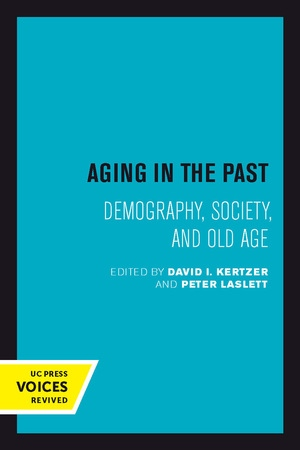 AGING IN THE PAST
DEMOGRAPHY, SOCIETY,
AND OLD AGE
EDITED BY DAVID I. KERTZER
AND PETER LASLETT
UC PRESS
VOICES
REVIVED